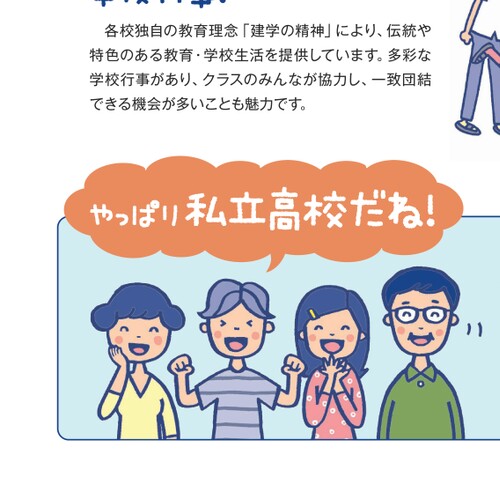 各校独自の教育理念「建学の精神」により、伝統や
特色のある教育・学校生活を提供しています。多彩な
学校行事があり、クラスのみんなが協力し、一致団結
できる機会が多いことも魅力です。
やっぱり私立高校だね!